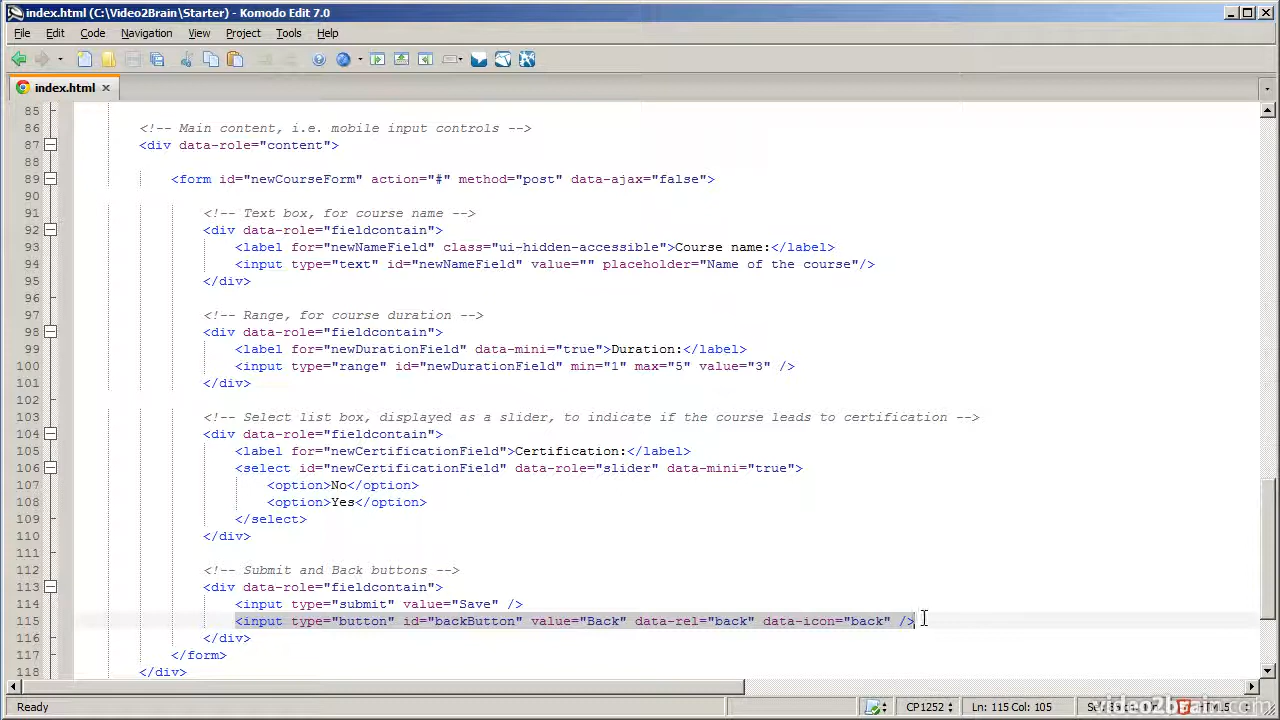 index.html (C:\Video2Brain\Starter) - Komodo Edit 7.0
File Edit Code Navigation View Project Tools Help
index.html
85
86 <!-- Main content, i.e. mobile input controls -->
87 <div data-role="content">
88
89 <form id="newCourseForm" action="#" method="post" data-ajax="false">
90
91 <!-- Text box, for course name -->
92 <div data-role="fieldcontain">
93 <label for="newNameField" class="ui-hidden-accessible">Course name:</label>
94 <input type="text" id="newNameField" value="" placeholder="Name of the course"/>
95 </div>
96
97 <!-- Range, for course duration -->
98 <div data-role="fieldcontain">
99 <label for="newDurationField" data-mini="true">Duration:</label>
100 <input type="range" id="newDurationField" min="1" max="5" value="3" />
101 </div>
102
103 <!-- Select list box, displayed as a slider, to indicate if the course leads to certification -->
104 <div data-role="fieldcontain">
105 <label for="newCertificationField">Certification:</label>
106 <select id="newCertificationField" data-role="slider" data-mini="true">
107 <option>No</option>
108 <option>Yes</option>
109 </select>
110 </div>
111
112 <!-- Submit and Back buttons -->
113 <div data-role="fieldcontain">
114 <input type="submit" value="Save" />
115 <input type="button" id="backButton" value="Back" data-rel="back" data-icon="back" />
116 </div>
117 </form>
118 </div>
Ready CP1252 Ln: 115 Col: 105
video2brain.com